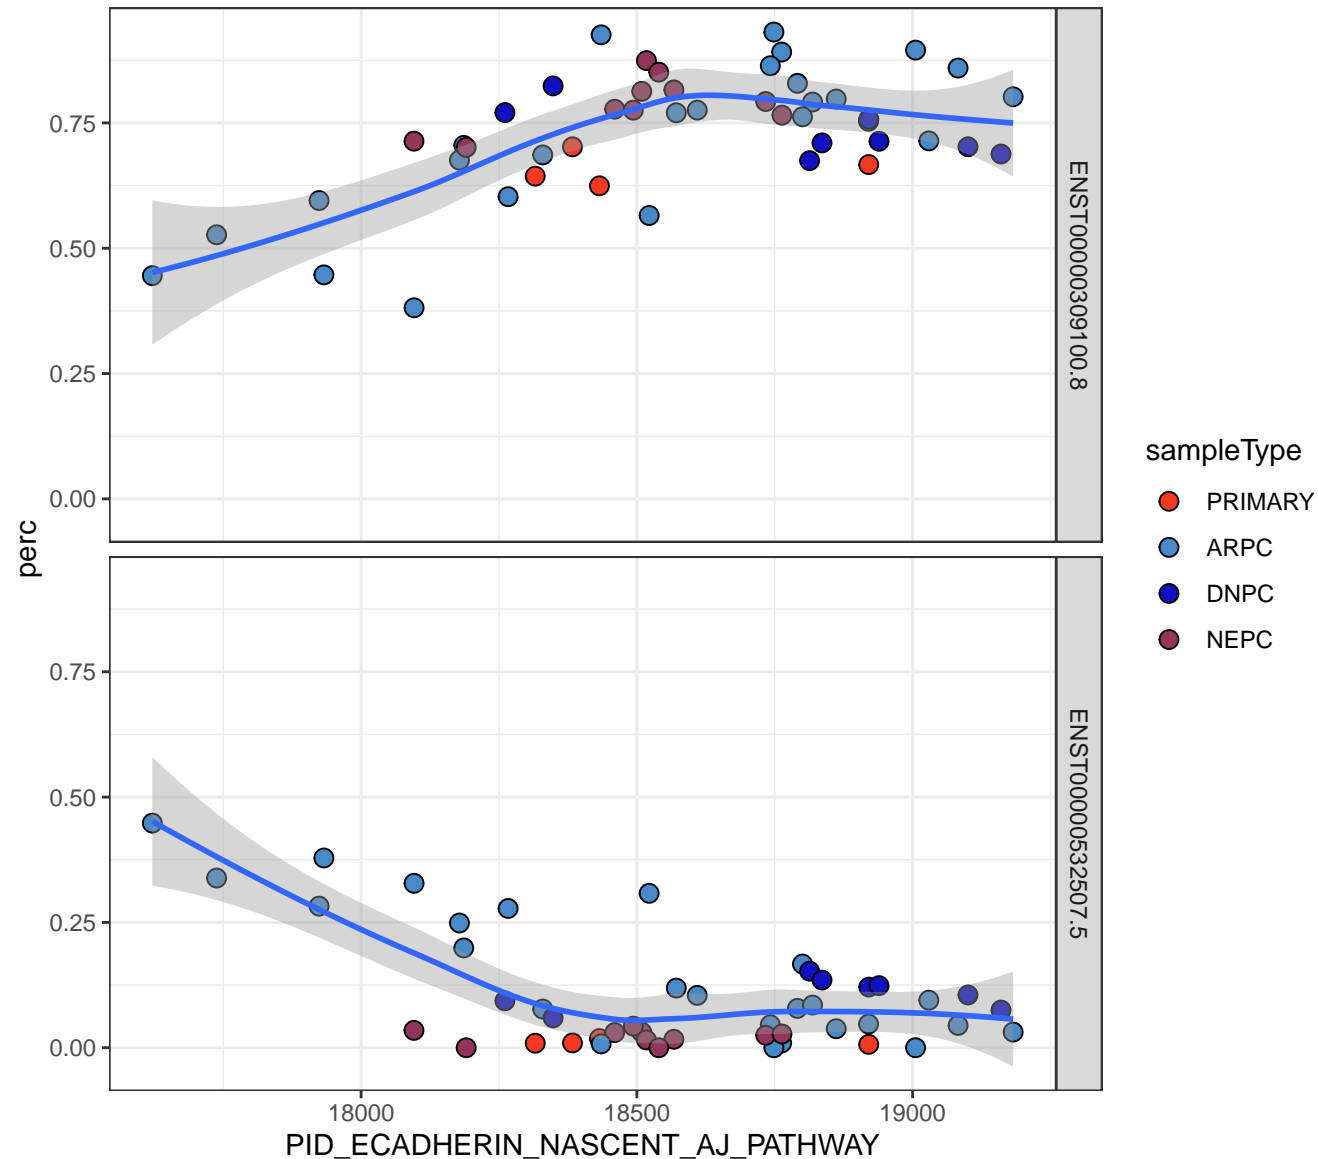 perc
0.75
0.50
0.25
0.00
ENST00000309100.8
0.75
0.50
0.25
0.00
ENST00000532507.5
18000
18500
19000
PID_ECADHERIN_NASCENT_AJ_PATHWAY
sampleType
PRIMARY
ARPC
DNPC
NEPC